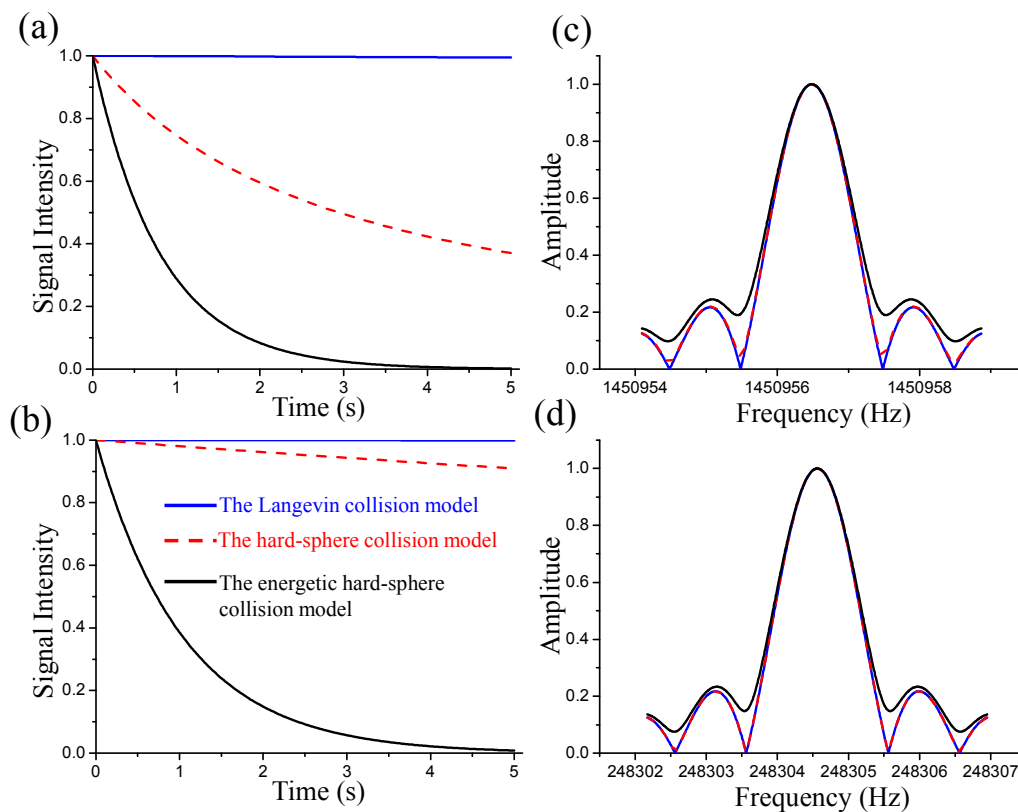 (a)
1.0
0.8
0.6
0.4
0.2
0.0
Signal Intensity
0 1 2 3 4 5
Time (s)
(c)
1.0
0.8
0.6
0.4
0.2
0.0
Amplitude
1450954 1450956 1450958
Frequency (Hz)
(b)
1.0
0.8
0.6
0.4
0.2
0.0
Signal Intensity
The Langevin collision model
The hard-sphere collision model
The energetic hard-sphere
collision model
0 1 2 3 4 5
Time (s)
(d)
1.0
0.8
0.6
0.4
0.2
0.0
Amplitude
248302 248303 248304 248305 248306 248307
Frequency (Hz)